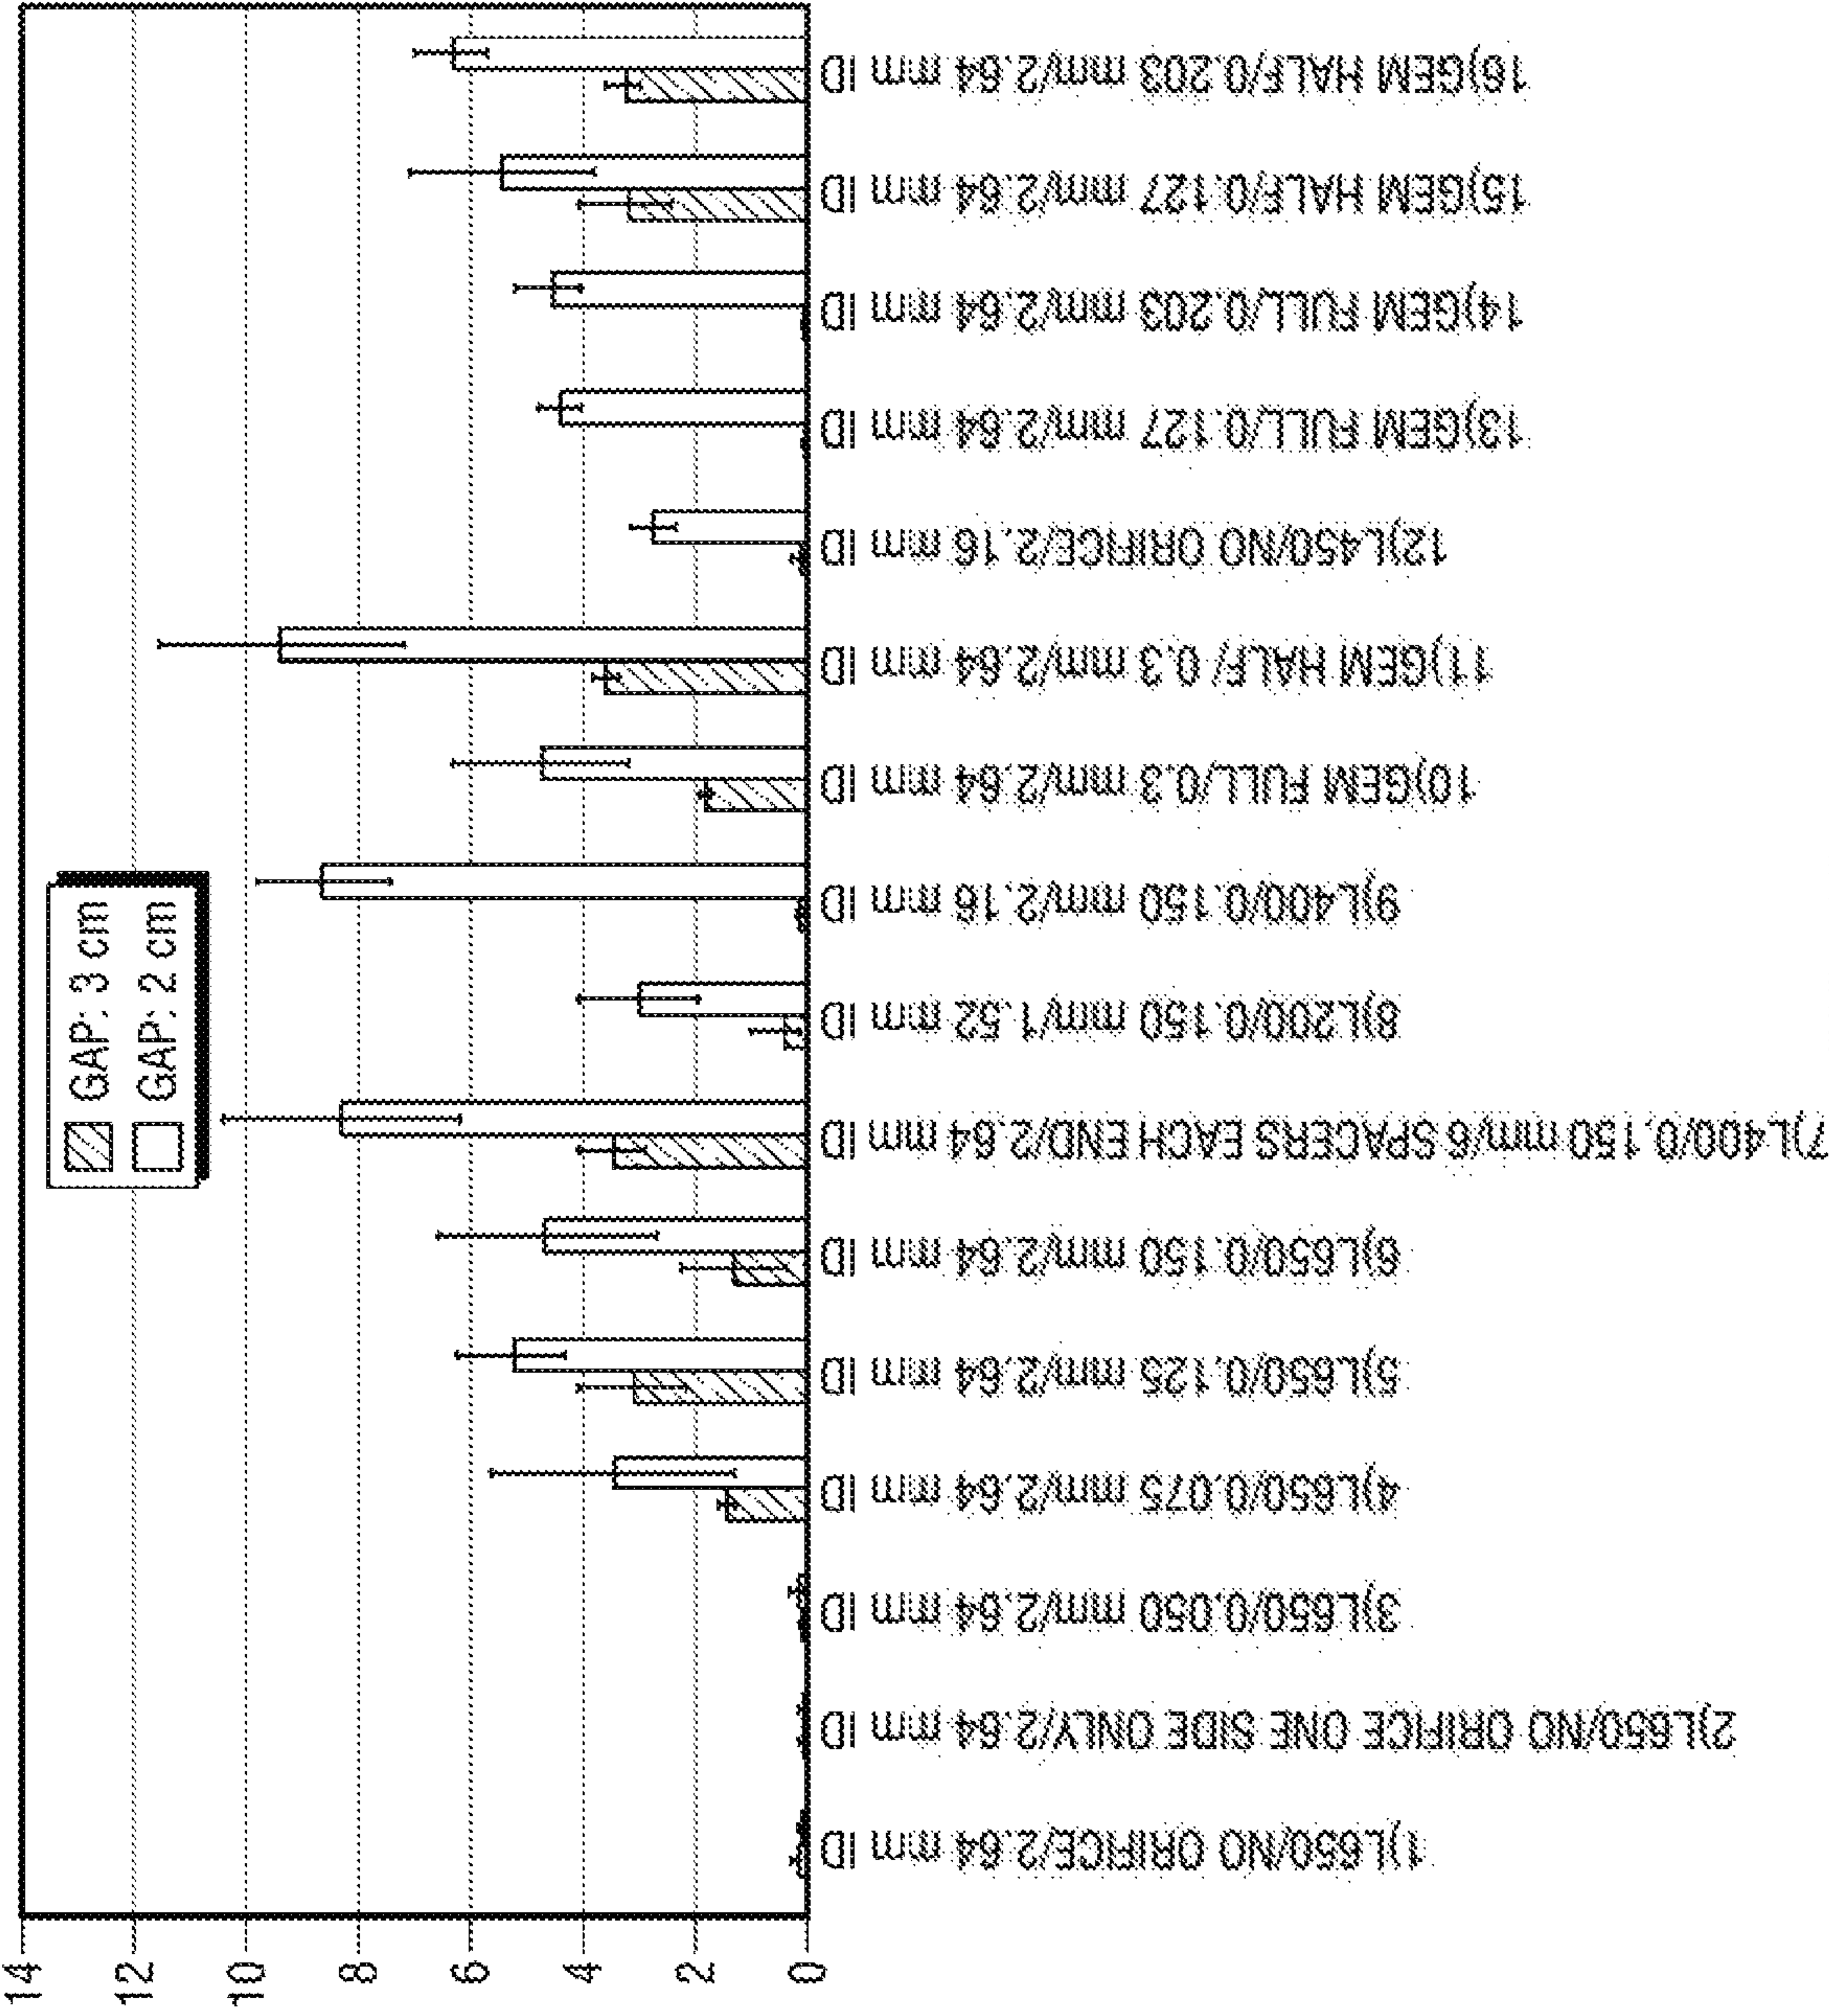 14
12
10
8
6
4
2
0
GAP: 3 cm
GAP: 2 cm
1)L650/NO ORIFICE/2.64 mm ID
2)L650/NO ORIFICE ONE SIDE ONLY/2.64 mm ID
3)L650/0.050 mm/2.64 mm ID
4)L650/0.075 mm/2.64 mm ID
5)L650/0.125 mm/2.64 mm ID
6)L650/0.150 mm/2.64 mm ID
7)L400/0.150 mm/6 SPACERS EACH END/2.64 mm ID
8)L200/0.150 mm/1.52 mm ID
9)L400/0.150 mm/2.16 mm ID
10)GEM FULL/0.3 mm/2.64 mm ID
11)GEM HALF/ 0.3 mm/2.64 mm ID
12)L450/NO ORIFICE/2.16 mm ID
13)GEM FULL/0.127 mm/2.64 mm ID
14)GEM FULL/0.203 mm/2.64 mm ID
15)GEM HALF/0.127 mm/2.64 mm ID
16)GEM HALF/0.203 mm/2.64 mm ID